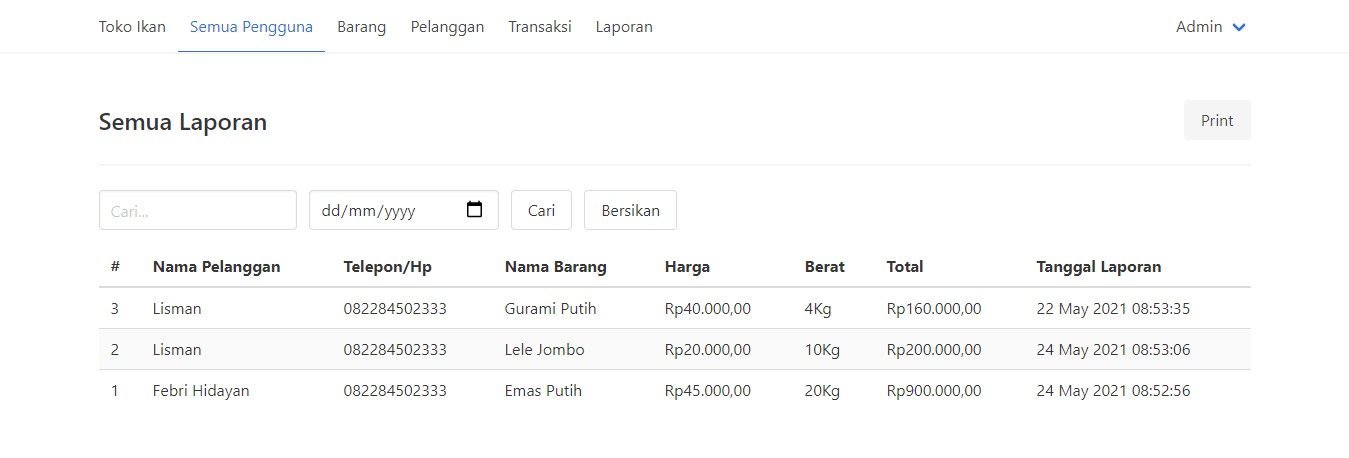 Toko Ikan Semua Pengguna Barang Pelanggan Transaksi Laporan Admin
Semua Laporan Print
Cari... dd/mm/yyyy Cari Bersikan
# Nama Pelanggan Telepon/Hp Nama Barang Harga Berat Total Tanggal Laporan
3 Lisman 082284502333 Gurami Putih Rp40.000,00 4Kg Rp160.000,00 22 May 2021 08:53:35
2 Lisman 082284502333 Lele Jombo Rp20.000,00 10Kg Rp200.000,00 24 May 2021 08:53:06
1 Febri Hidayan 082284502333 Emas Putih Rp45.000,00 20Kg Rp900.000,00 24 May 2021 08:52:56